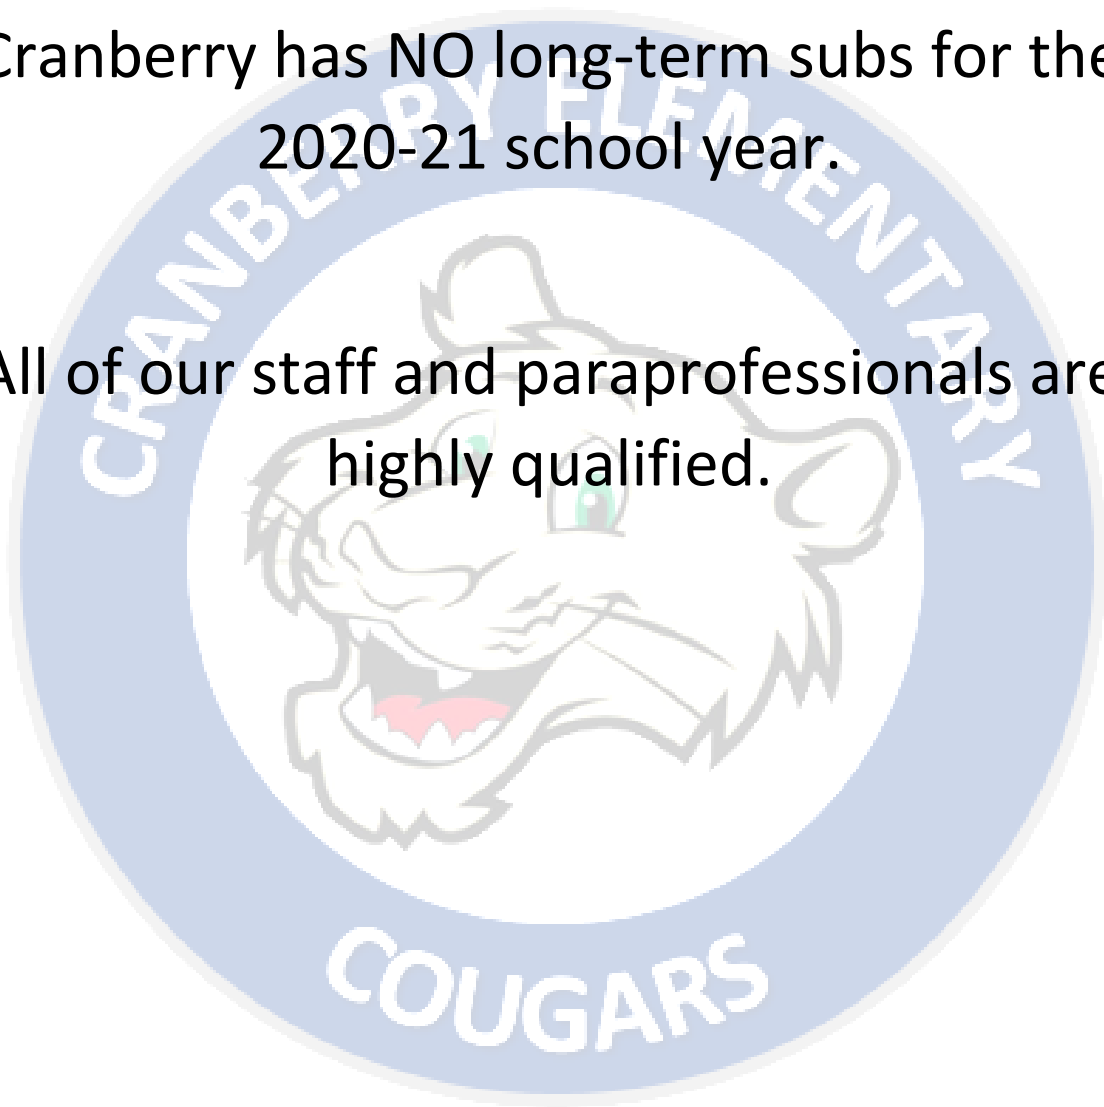 Cranberry has NO long-term subs for the
2020-21 school year.
All of our staff and paraprofessionals are
highly qualified.
CRANBERRY ELEMENTARY
COUGARS